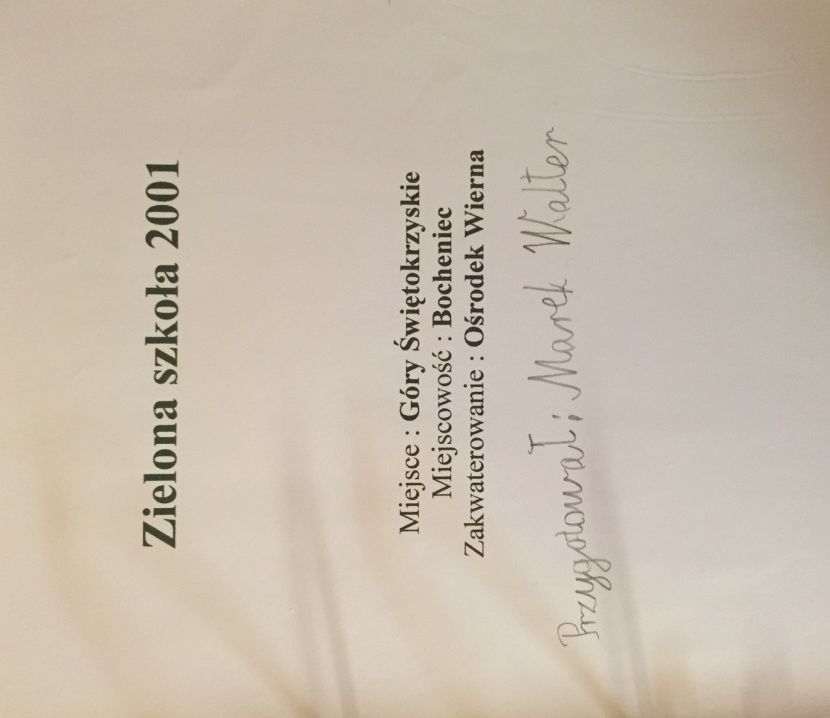 Zielona szkoła 2001
Miejsce : Góry Świętokrzyskie
Miejscowość : Bocheniec
Zakwaterowanie : Ośrodek Wierna
Przygotował: Marek Walter